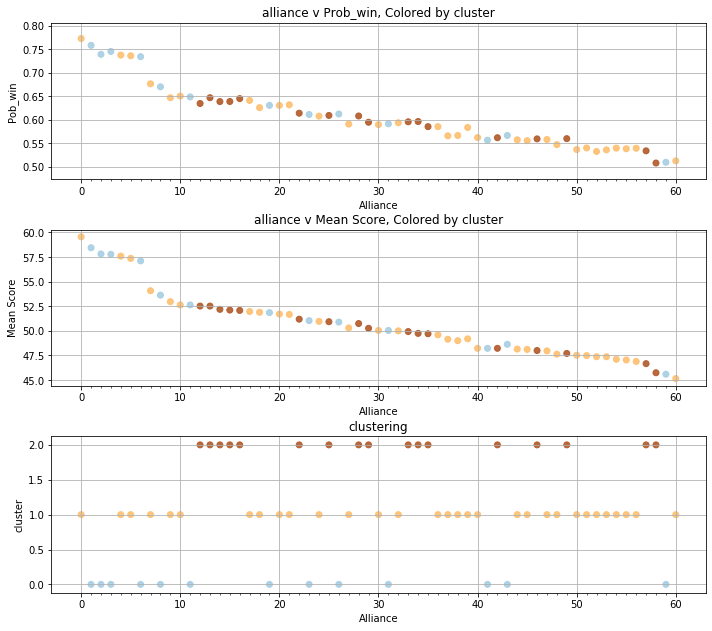 alliance v Prob_win, Colored by cluster
0.80
0.75
0.70
0.65
0.60
0.55
0.50
Pob_win
0 10 20 30 40 50 60
Alliance
alliance v Mean Score, Colored by cluster
60.0
57.5
55.0
52.5
50.0
47.5
45.0
Mean Score
0 10 20 30 40 50 60
Alliance
clustering
2.0
1.5
1.0
0.5
0.0
cluster
0 10 20 30 40 50 60
Alliance